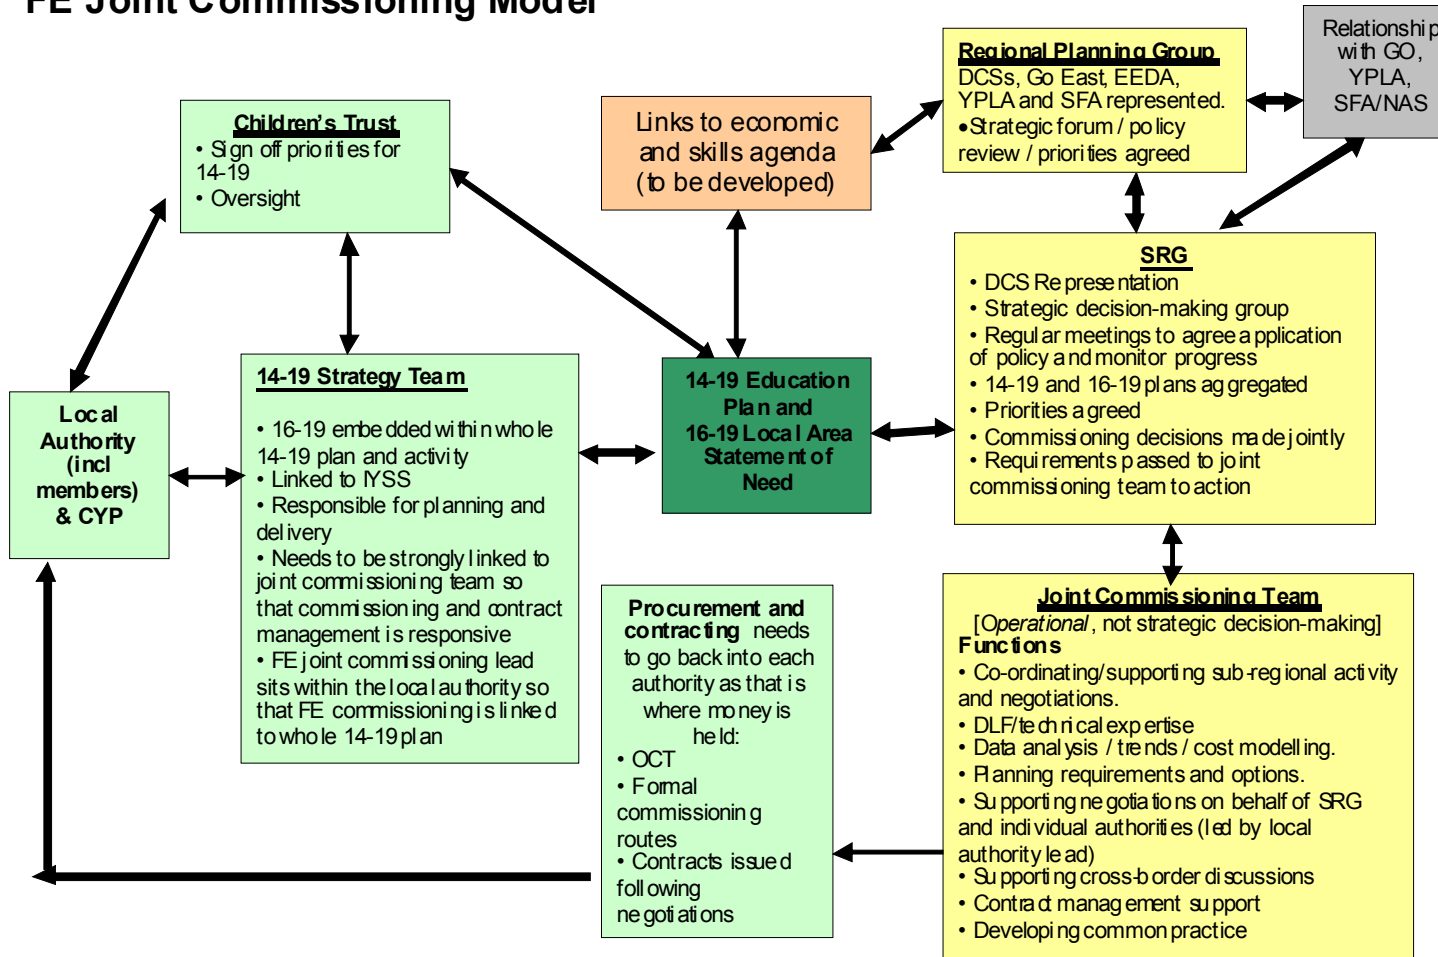 FE Joint Commissioning Model
Relationship
with GO,
YPLA,
SFA/NAS
Regional Planning Group
DCSs, Go East, EEDA,
YPLA and SFA represented.
•Strategic forum / policy
review / priorities agreed
Links to economic
and skills agenda
(to be developed)
Children's Trust
• Sign off priorities for
14-19
• Oversight
SRG
• DCS Representation
• Strategic decision-making group
• Regular meetings to agree application
of policy and monitor progress
• 14-19 and 16-19 plans aggregated
• Priorities agreed
• Commissioning decisions made jointly
• Requirements passed to joint
commissioning team to action
14-19 Strategy Team
• 16-19 embedded within whole
14-19 plan and activity
• Linked to IYSS
• Responsible for planning and
delivery
• Needs to be strongly linked to
joint commissioning team so
that commissioning and contract
management is responsive
• FE joint commissioning lead
sits within the local authority so
that FE commissioning is linked
to whole 14-19 plan
14-19 Education
Plan and
16-19 Local Area
Statement of
Need
Local
Authority
(incl
members)
& CYP
Procurement and
contracting needs
to go back into each
authority as that is
where money is
held:
• OCT
• Formal
commissioning
routes
• Contracts issued
following
negotiations
Joint Commissioning Team
[Operational, not strategic decision-making]
Functions
• Co-ordinating/supporting sub-regional activity
and negotiations.
• DLF/technical expertise
• Data analysis / trends / cost modelling.
• Planning requirements and options.
• Supporting negotiations on behalf of SRG
and individual authorities (led by local
authority lead)
• Supporting cross-border discussions
• Contract management support
• Developing common practice